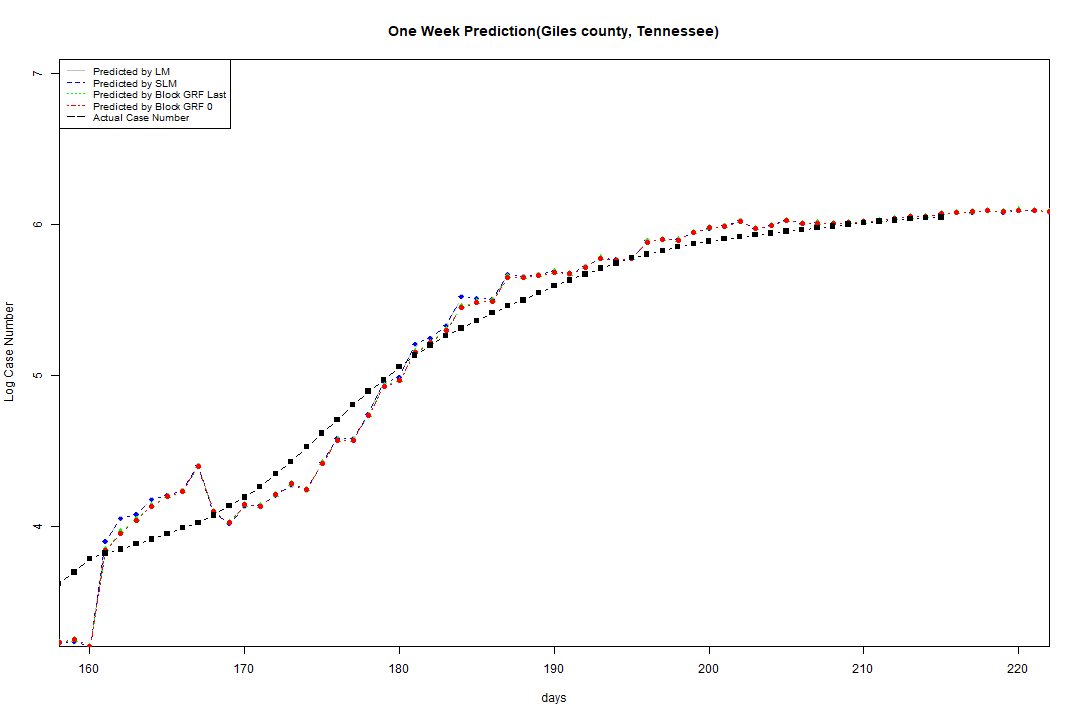 One Week Prediction(Giles county, Tennessee)
Predicted by LM
Predicted by SLM
Predicted by Block GRF Last
Predicted by Block GRF 0
Actual Case Number
7
6
5
4
Log Case Number
160 170 180 190 200 210 220
days